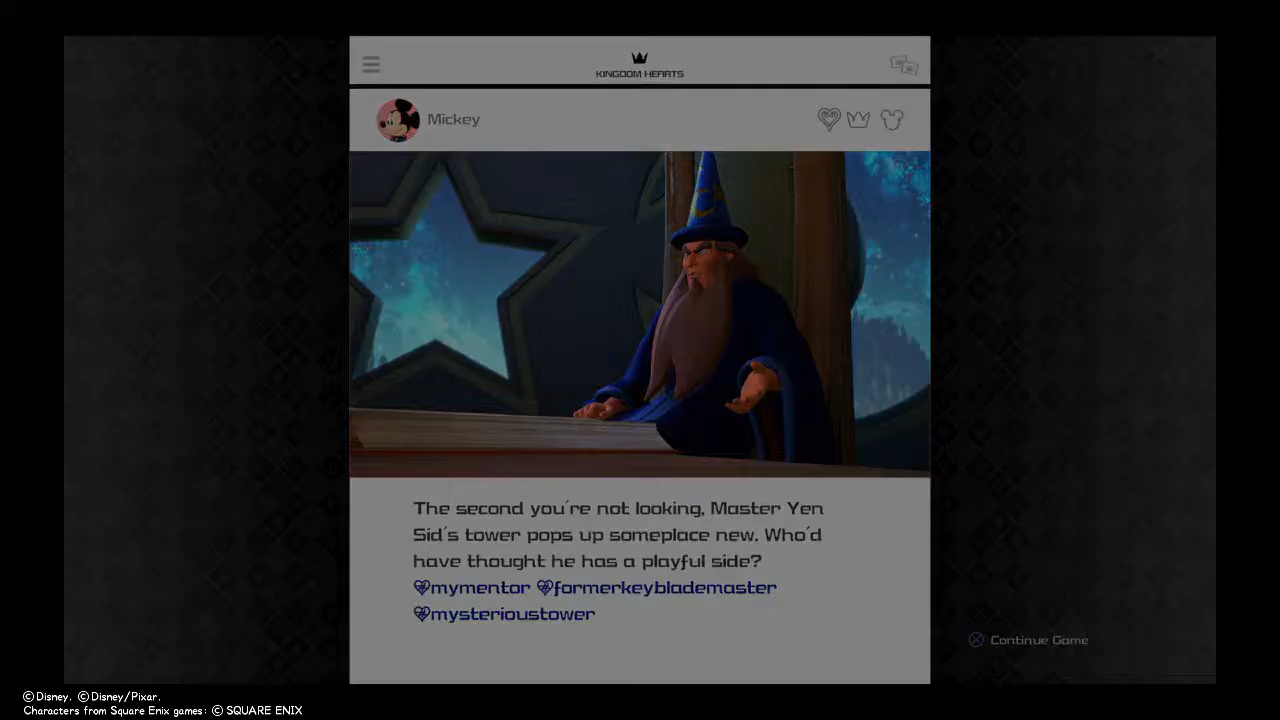 KINGDOM HEARTS
Mickey
The second you're not looking, Master Yen
Sid's tower pops up someplace new. Who'd
have thought he has a playful side?
mymentor formerkeyblademaster
mysterioustower
Continue Game
©Disney. ©Disney/Pixar.
Characters from Square Enix games: © SQUARE ENIX